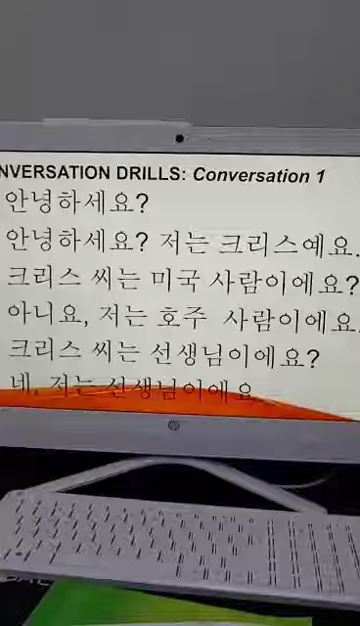 NVERSATION DRILLS: Conversation 1
안녕하세요?
안녕하세요? 저는 크리스예요.
크리스 씨는 미국 사람이에요?
아니요, 저는 호주 사람이에요.
크리스 씨는 선생님이에요?
네, 저는 선생님이에요
hp